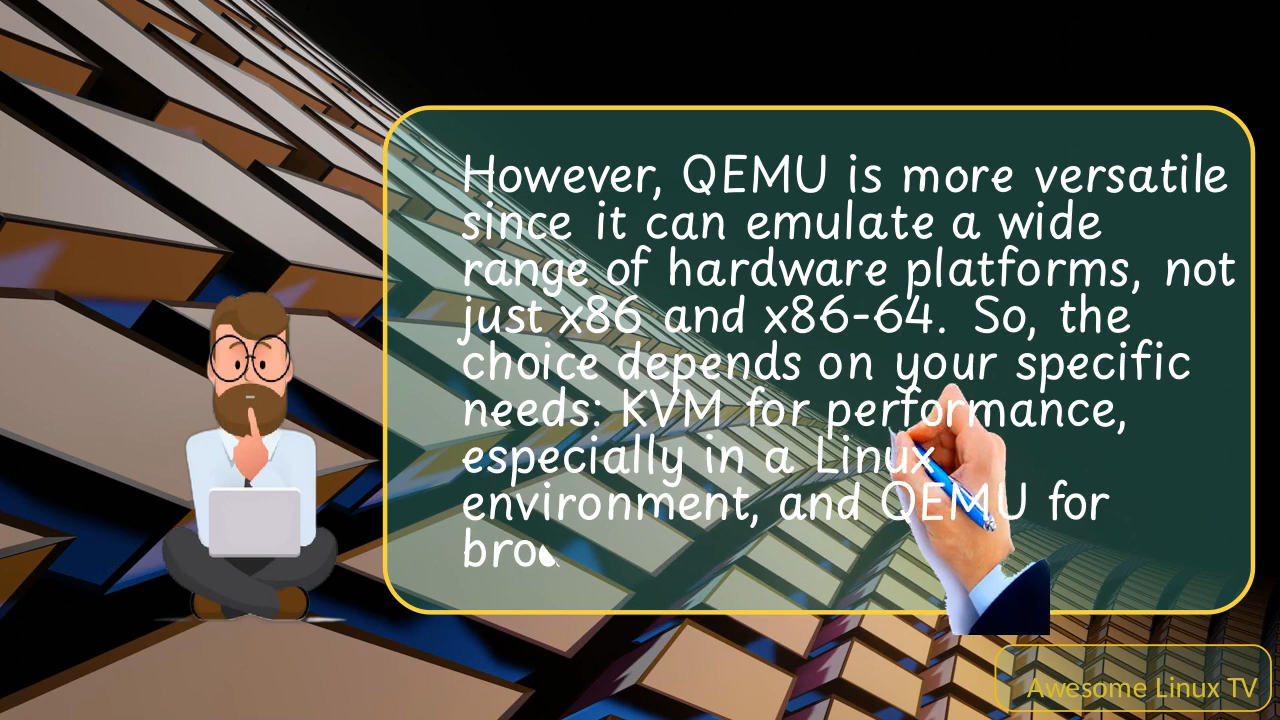 However, QEMU is more versatile
since it can emulate a wide
range of hardware platforms, not
just x86 and x86-64. So, the
choice depends on your specific
needs: KVM for performance,
especially in a Linux
environment, and QEMU for
Awesome Linux TV